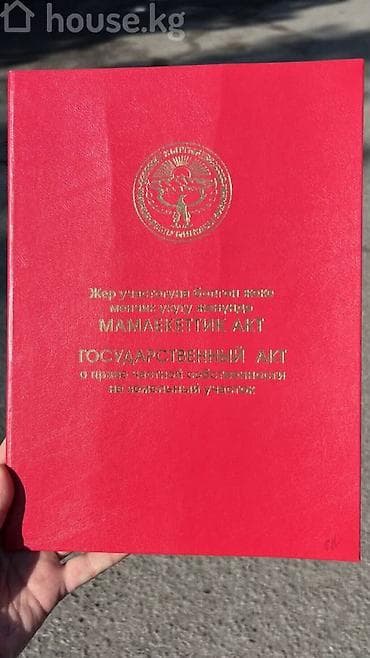 house.kg
Жер участогуна болгон жеке
менчик укугу жөнүндө
МАМЛЕКЕТТИК АКТ
ГОСУДАРСТВЕННЫЙ АКТ
о праве частной собственности
на земельный участок